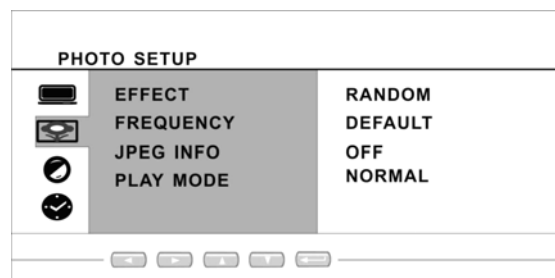 PHOTO SETUP
EFFECT RANDOM
FREQUENCY DEFAULT
JPEG INFO OFF
PLAY MODE NORMAL